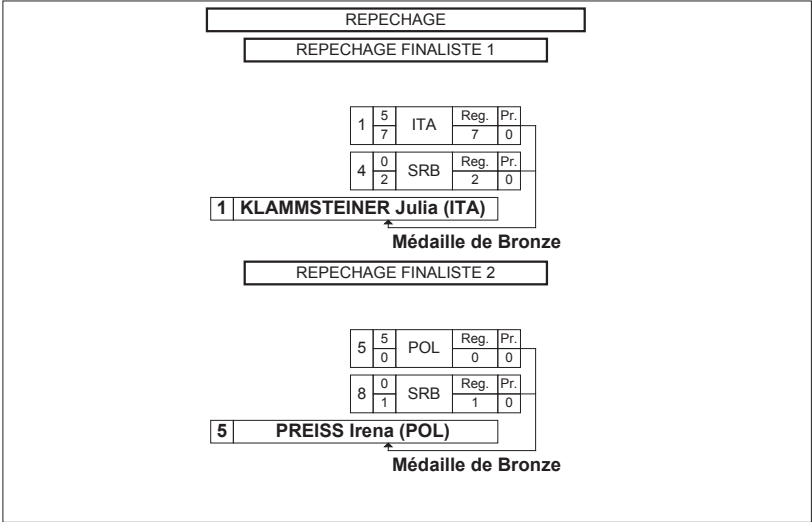 REPECHAGE
REPECHAGE FINALISTE 1
1 5 ITA Reg. Pr.
7 7 0
4 0 SRB Reg. Pr.
2 2 0
1 KLAMMSTEINER Julia (ITA)
Médaille de Bronze
REPECHAGE FINALISTE 2
5 5 POL Reg. Pr.
0 0 0
8 0 SRB Reg. Pr.
1 1 0
5 PREISS Irena (POL)
Médaille de Bronze